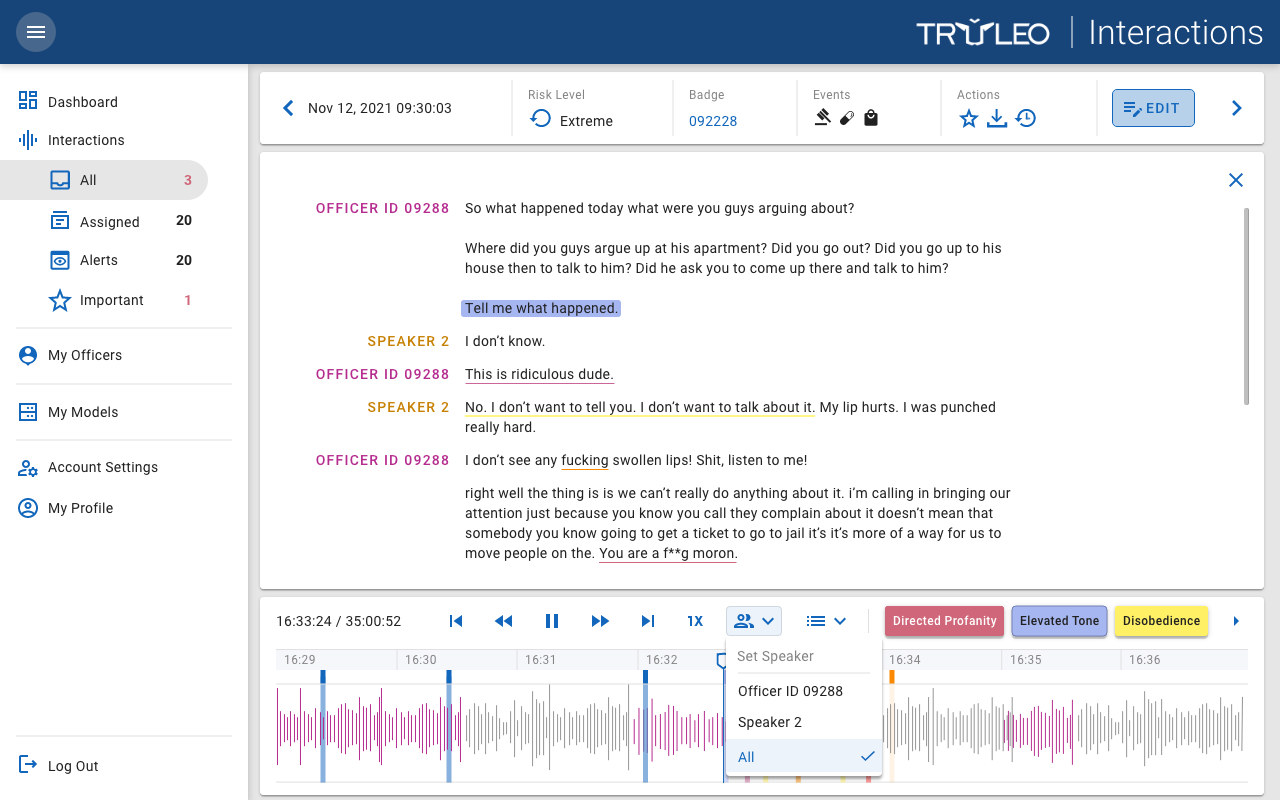 TRULEO | Interactions
Dashboard
Interactions
All 3
Assigned 20
Alerts 20
Important 1
My Officers
My Models
Account Settings
My Profile
Log Out
Nov 12, 2021 09:30:03
Risk Level
Extreme
Badge
092228
Events
Actions
EDIT
OFFICER ID 09288 So what happened today what were you guys arguing about?
Where did you guys argue up at his apartment? Did you go out? Did you go up to his
house then to talk to him? Did he ask you to come up there and talk to him?
Tell me what happened.
SPEAKER 2 I don’t know.
OFFICER ID 09288 This is ridiculous dude.
SPEAKER 2 No. I don’t want to tell you. I don’t want to talk about it. My lip hurts. I was punched
really hard.
OFFICER ID 09288 I don’t see any fucking swollen lips! Shit, listen to me!
right well the thing is is we can’t really do anything about it. i’m calling in bringing our
attention just because you know you call they complain about it doesn’t mean that
somebody you know going to get a ticket to go to jail it’s it’s more of a way for us to
move people on the. You are a f**g moron.
16:33:24 / 35:00:52 1X Directed Profanity Elevated Tone Disobedience
16:29 16:30 16:31 16:32 16:34 16:35 16:36
Set Speaker
Officer ID 09288
Speaker 2
All